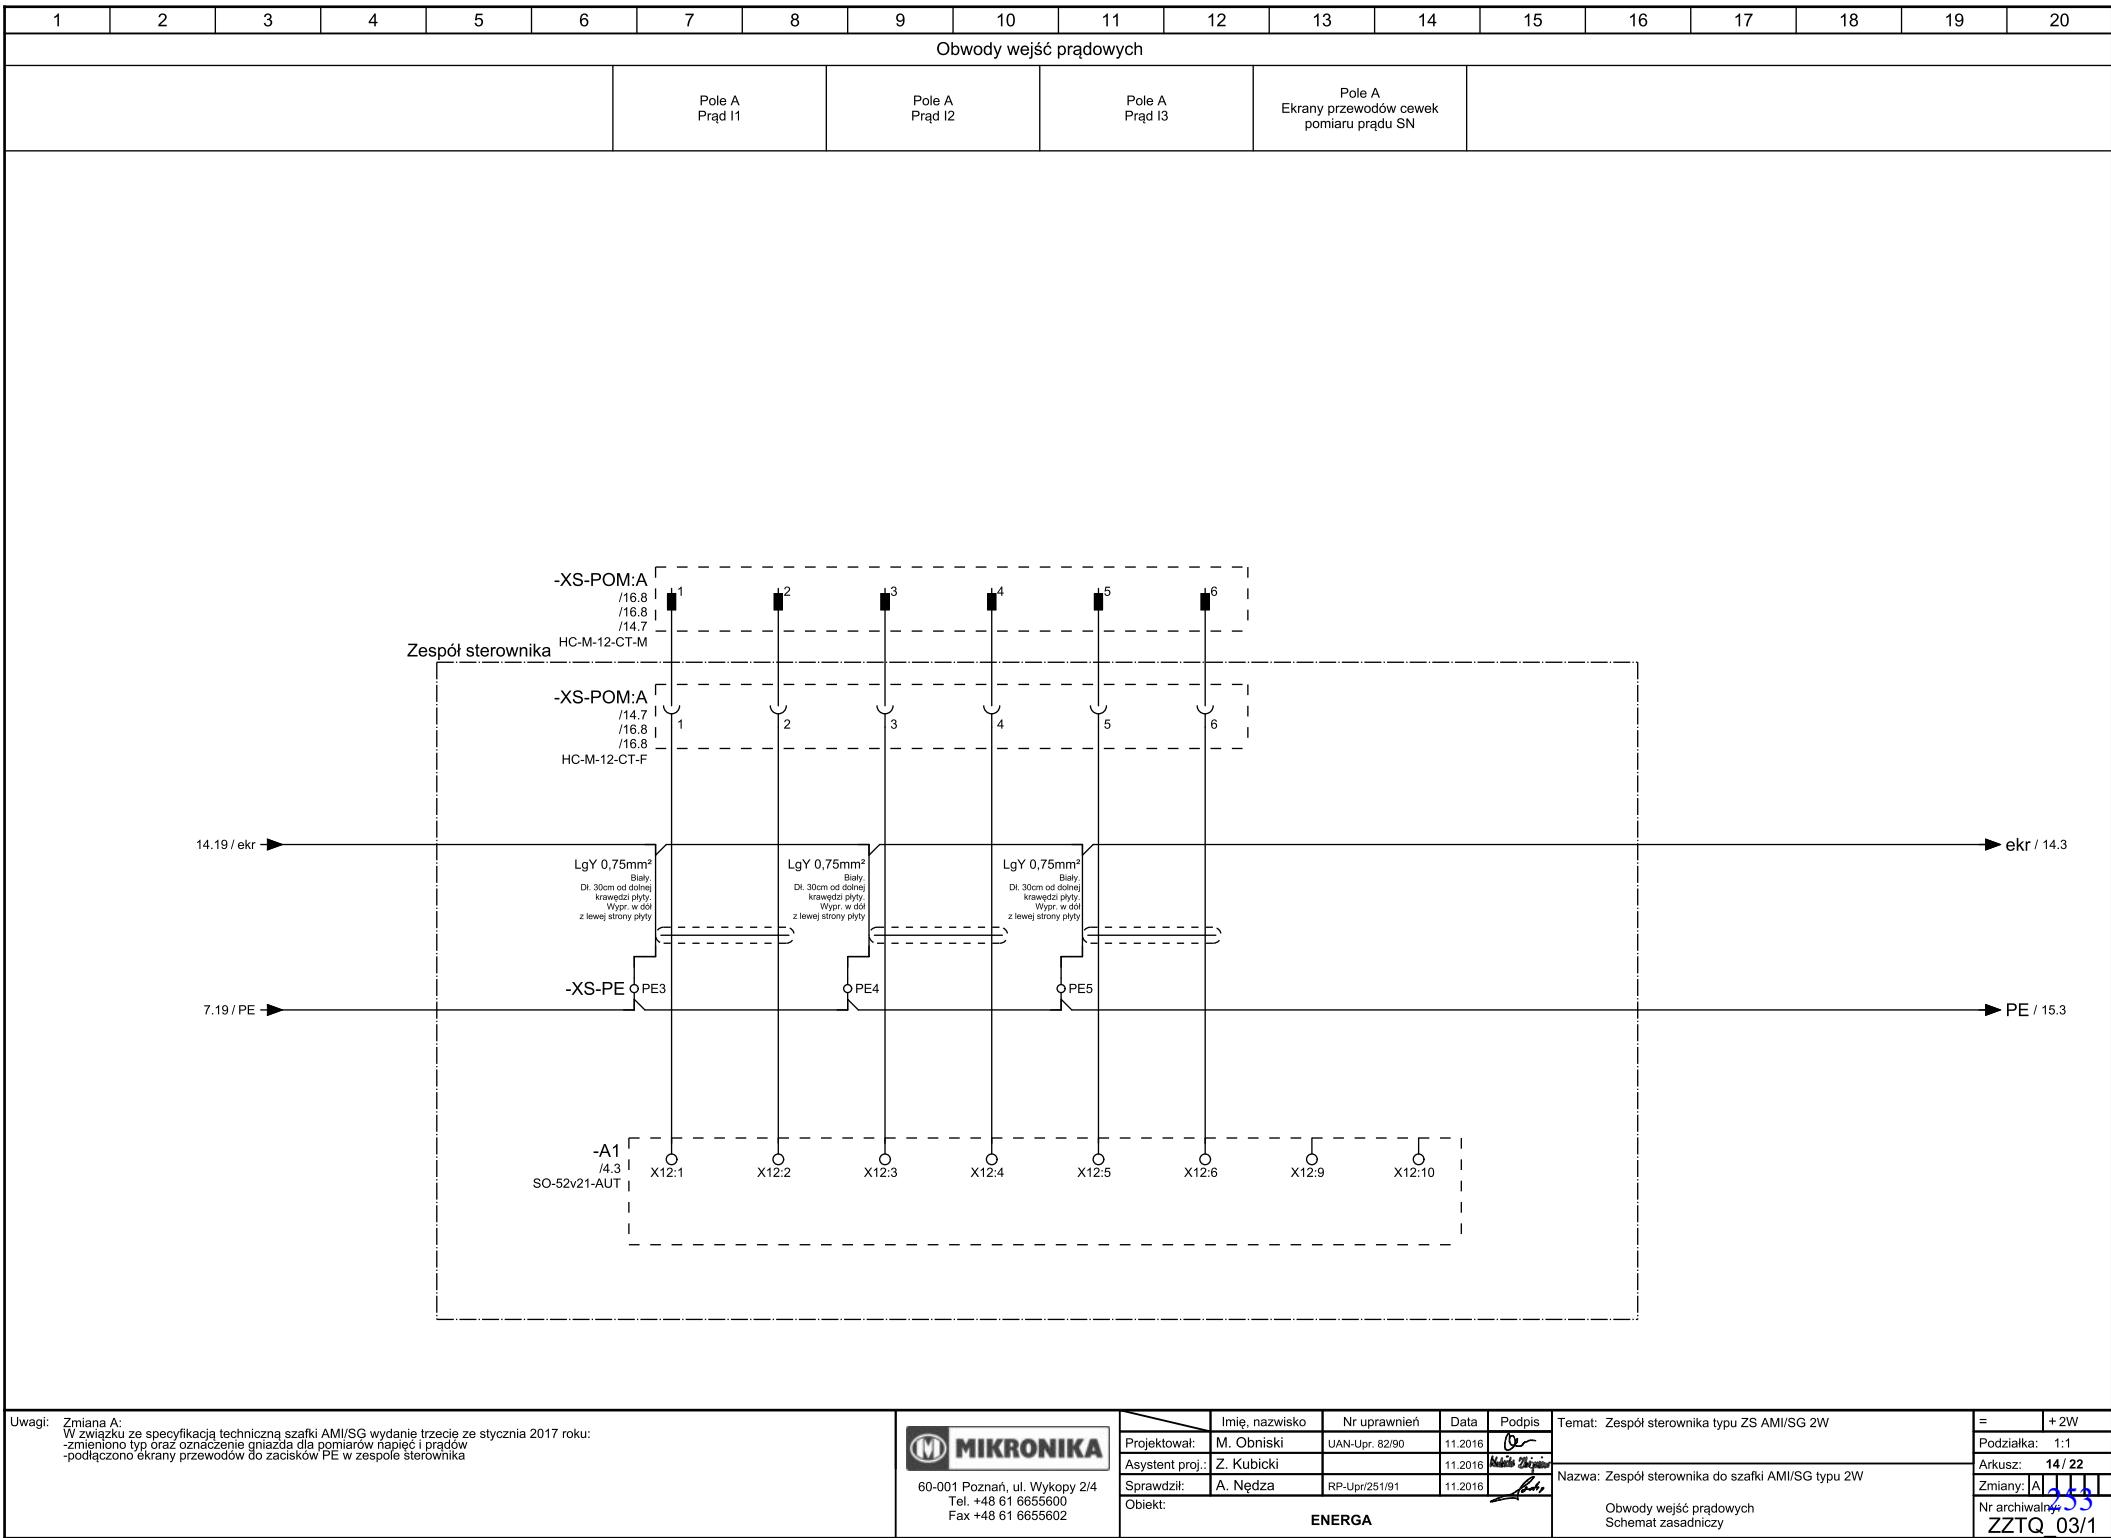 1 2 3 4 5 6 7 8 9 10 11 12 13 14 15 16 17 18 19 20
Obwody wejść prądowych
Pole A
Prąd I1
Pole A
Prąd I2
Pole A
Prąd I3
Pole A
Ekrany przewodów cewek
pomiaru prądu SN
-XS-POM:A
/16.8
/16.8
/14.7
HC-M-12-CT-M
1 2 3 4 5 6
Zespół sterownika
-XS-POM:A
/14.7
/16.8
/16.8
HC-M-12-CT-F
1 2 3 4 5 6
14.19 / ekr
ekr / 14.3
LgY 0,75mm²
Biały.
Dł. 30cm od dolnej
krawędzi płyty.
Wypr. w dół
z lewej strony płyty
LgY 0,75mm²
Biały.
Dł. 30cm od dolnej
krawędzi płyty.
Wypr. w dół
z lewej strony płyty
LgY 0,75mm²
Biały.
Dł. 30cm od dolnej
krawędzi płyty.
Wypr. w dół
z lewej strony płyty
-XS-PE PE3 PE4 PE5
7.19 / PE
PE / 15.3
-A1
/4.3
SO-52v21-AUT
X12:1 X12:2 X12:3 X12:4 X12:5 X12:6 X12:9 X12:10
Uwagi: Zmiana A:
W związku ze specyfikacją techniczną szafki AMI/SG wydanie trzecie ze stycznia 2017 roku:
-zmieniono typ oraz oznaczenie gniazda dla pomiarów napięć i prądów
-podłączono ekrany przewodów do zacisków PE w zespole sterownika
MIKRONIKA
60-001 Poznań, ul. Wykopy 2/4
Tel. +48 61 6655600
Fax +48 61 6655602
Imię, nazwisko Nr uprawnień Data Podpis
Projektował: M. Obniski UAN-Upr. 82/90 11.2016
Asystent proj.: Z. Kubicki 11.2016
Sprawdził: A. Nędza RP-Upr/251/91 11.2016
Obiekt:
ENERGA
Temat: Zespół sterownika typu ZS AMI/SG 2W
Nazwa: Zespół sterownika do szafki AMI/SG typu 2W
Obwody wejść prądowych
Schemat zasadniczy
= + 2W
Podziałka: 1:1
Arkusz: 14 / 22
Zmiany: A
Nr archiwalny:
253
ZZTQ_03/1